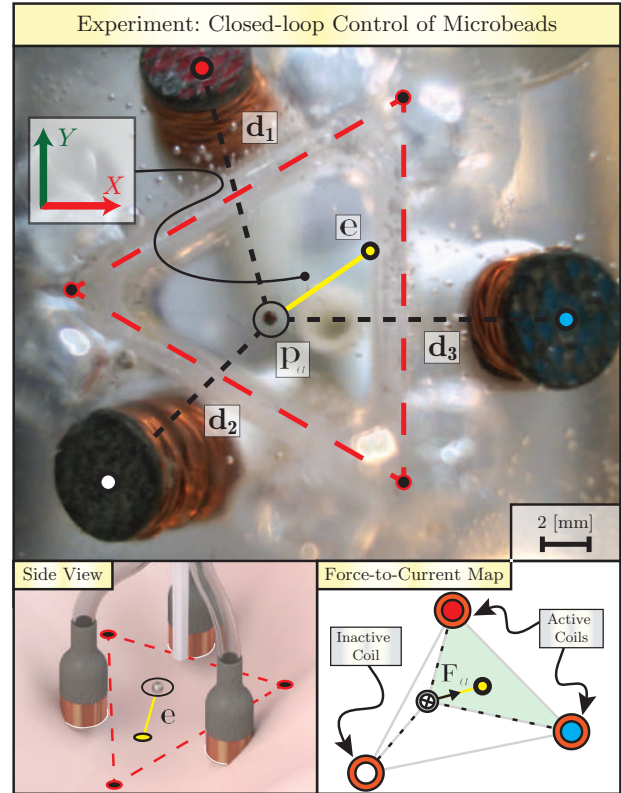 Experiment: Closed-loop Control of Microbeads
d₁
Y
X
e
pₐ
d₃
d₂
2 [mm]
Side View
e
Force-to-Current Map
Inactive
Coil
Active
Coils
Fₐ